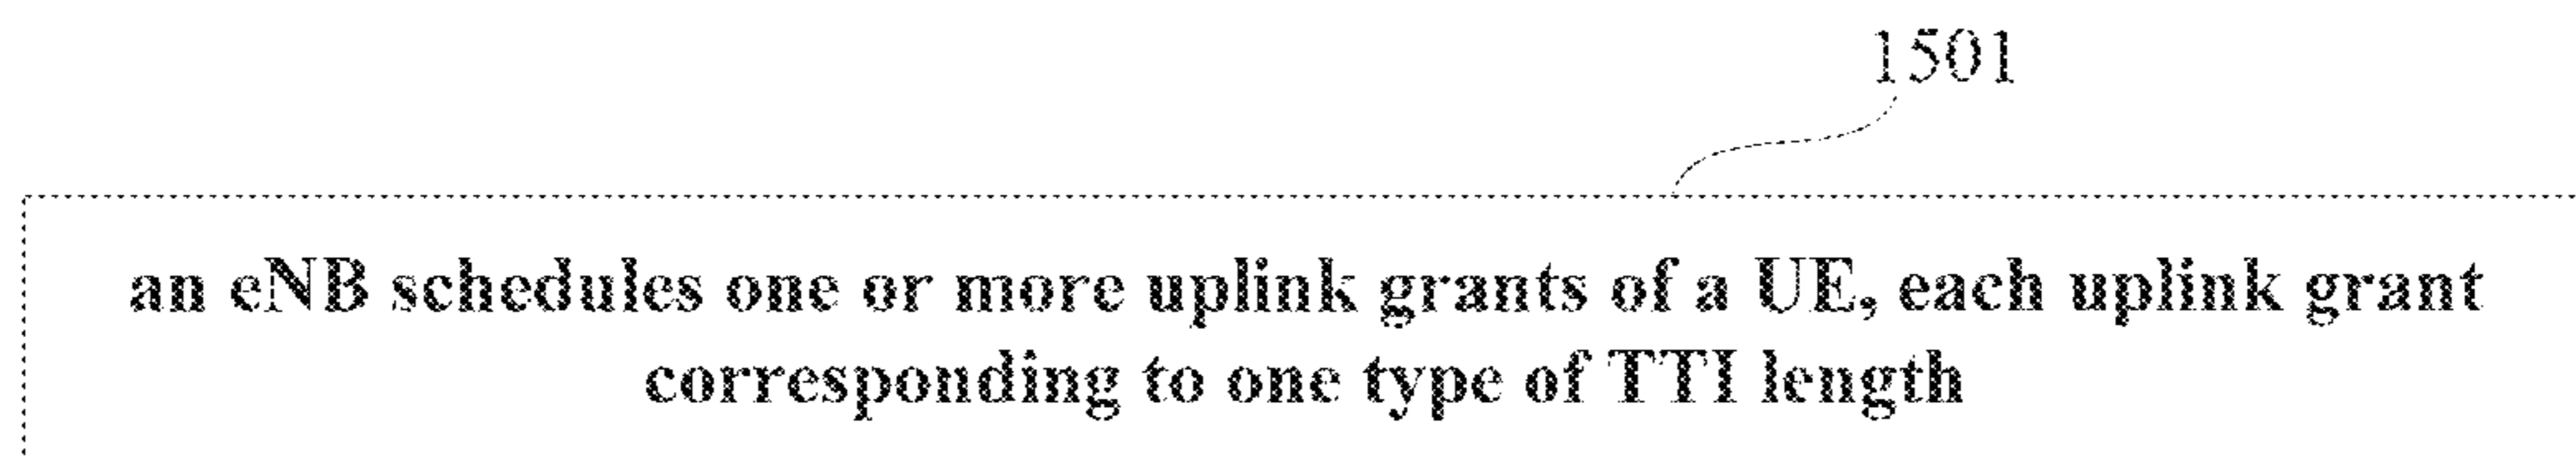 1501
an eNB schedules one or more uplink grants of a UE, each uplink grant
corresponding to one type of TTI length